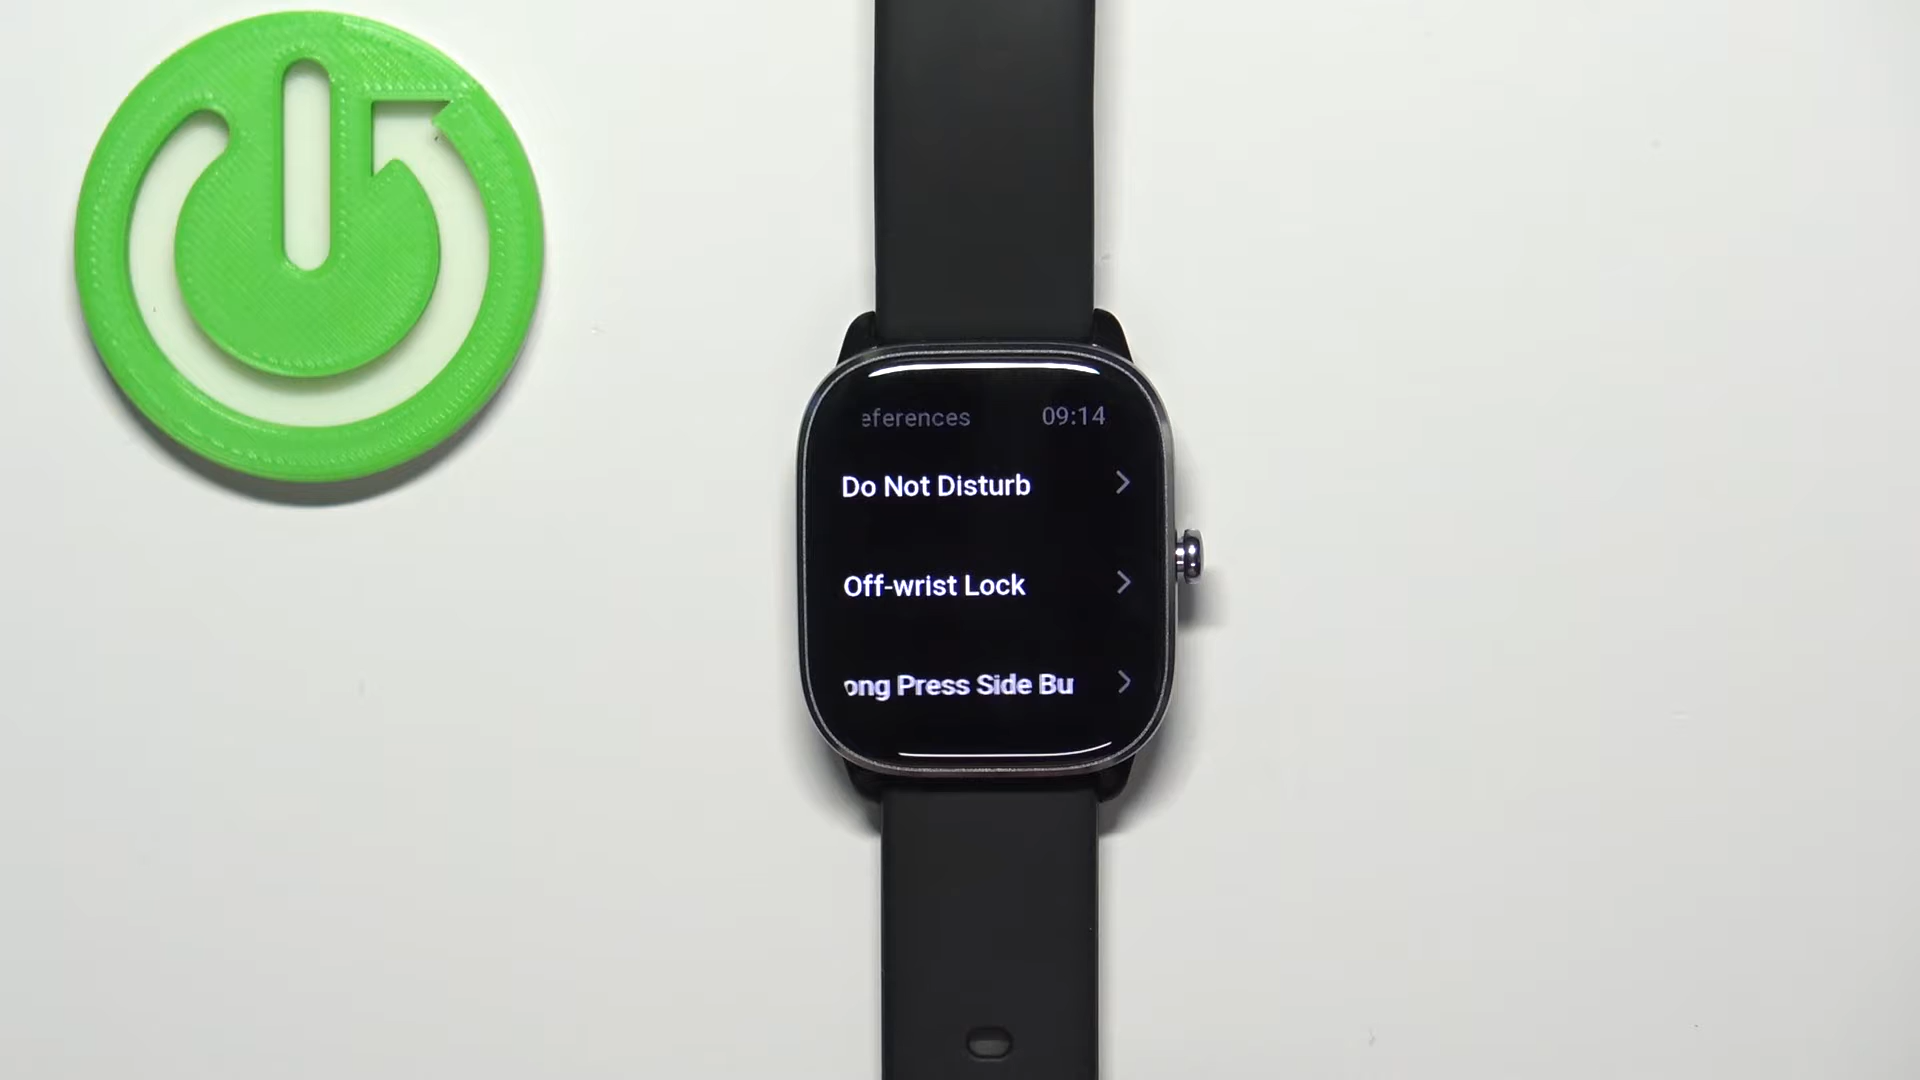 eferences 09:14
Do Not Disturb
Off-wrist Lock
ong Press Side Bu